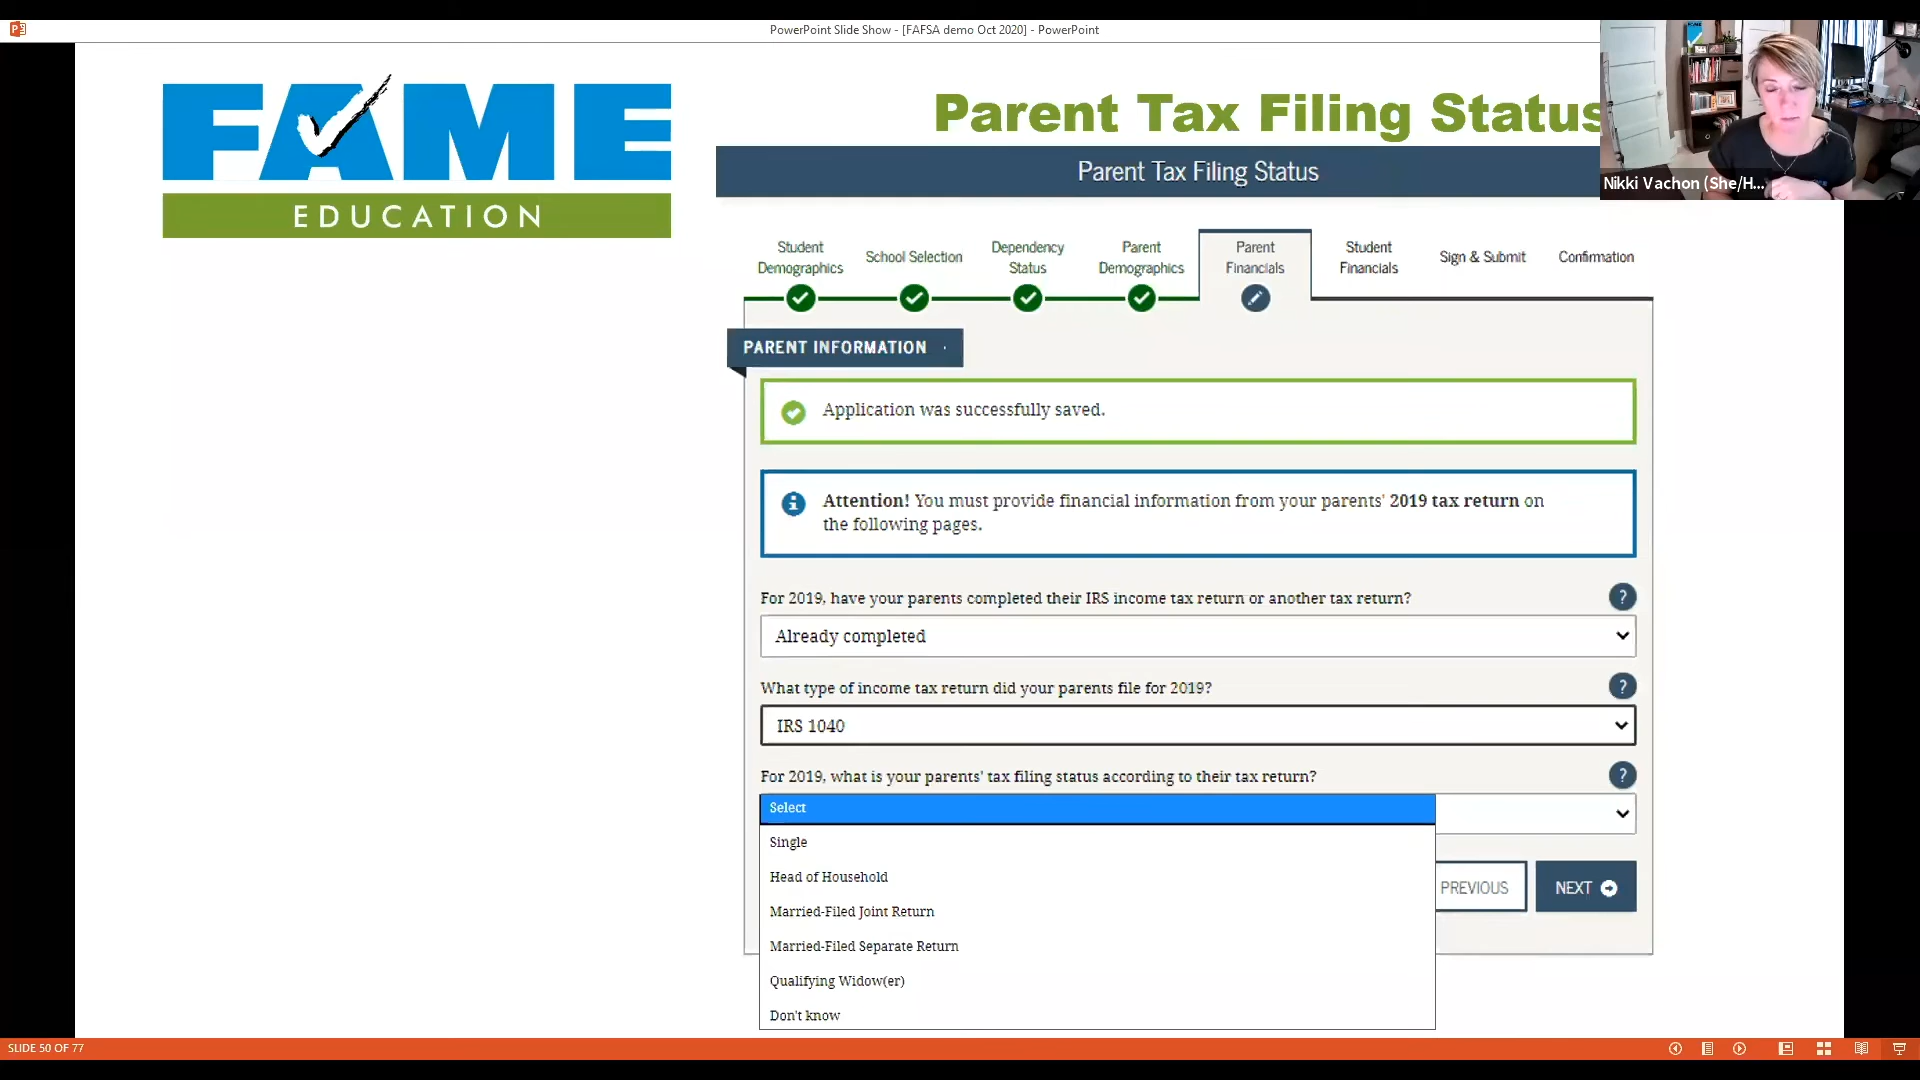 PowerPoint Slide Show - [FAFSA demo Oct 2020] - PowerPoint
FAME
EDUCATION
Parent Tax Filing Status
Nikki Vachon (She/H...
Parent Tax Filing Status
Student Demographics
School Selection
Dependency Status
Parent Demographics
Parent Financials
Student Financials
Sign & Submit
Confirmation
PARENT INFORMATION
Application was successfully saved.
Attention! You must provide financial information from your parents' 2019 tax return on
the following pages.
For 2019, have your parents completed their IRS income tax return or another tax return?
?
Already completed
What type of income tax return did your parents file for 2019?
?
IRS 1040
For 2019, what is your parents' tax filing status according to their tax return?
?
Select
Single
Head of Household
Married-Filed Joint Return
Married-Filed Separate Return
Qualifying Widow(er)
Don't know
PREVIOUS
NEXT
SLIDE 50 OF 77